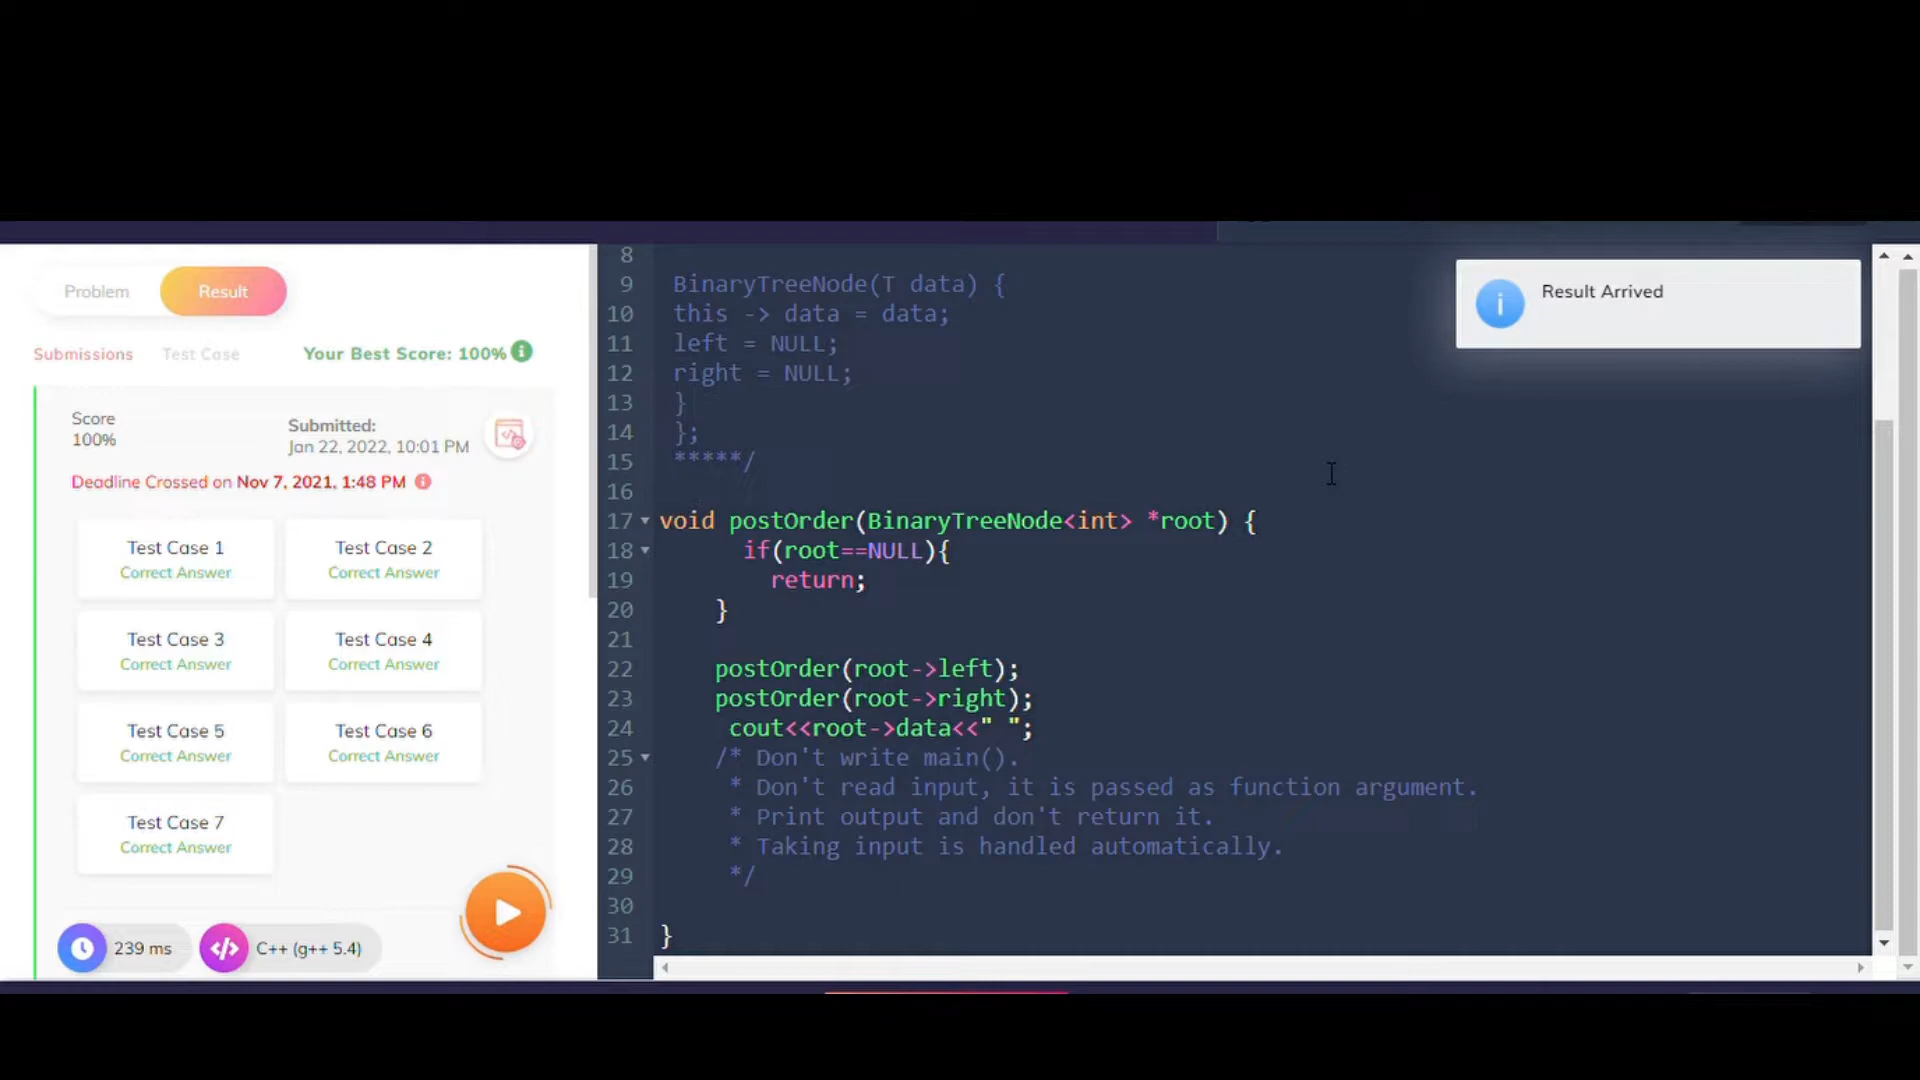 Problem
Result
Submissions
Test Case
Your Best Score: 100%
Score
100%
Submitted:
Jan 22, 2022, 10:01 PM
Deadline Crossed on Nov 7, 2021, 1:48 PM
Test Case 1
Correct Answer
Test Case 2
Correct Answer
Test Case 3
Correct Answer
Test Case 4
Correct Answer
Test Case 5
Correct Answer
Test Case 6
Correct Answer
Test Case 7
Correct Answer
239 ms
</> C++ (g++ 5.4)
8
9 BinaryTreeNode(T data) {
10 this -> data = data;
11 left = NULL;
12 right = NULL;
13 }
14 };
15 *****/
16
17 void postOrder(BinaryTreeNode<int> *root) {
18 if(root==NULL){
19 return;
20 }
21
22 postOrder(root->left);
23 postOrder(root->right);
24 cout<<root->data<<" ";
25 /* Don't write main().
26 * Don't read input, it is passed as function argument.
27 * Print output and don't return it.
28 * Taking input is handled automatically.
29 */
30
31 }
Result Arrived